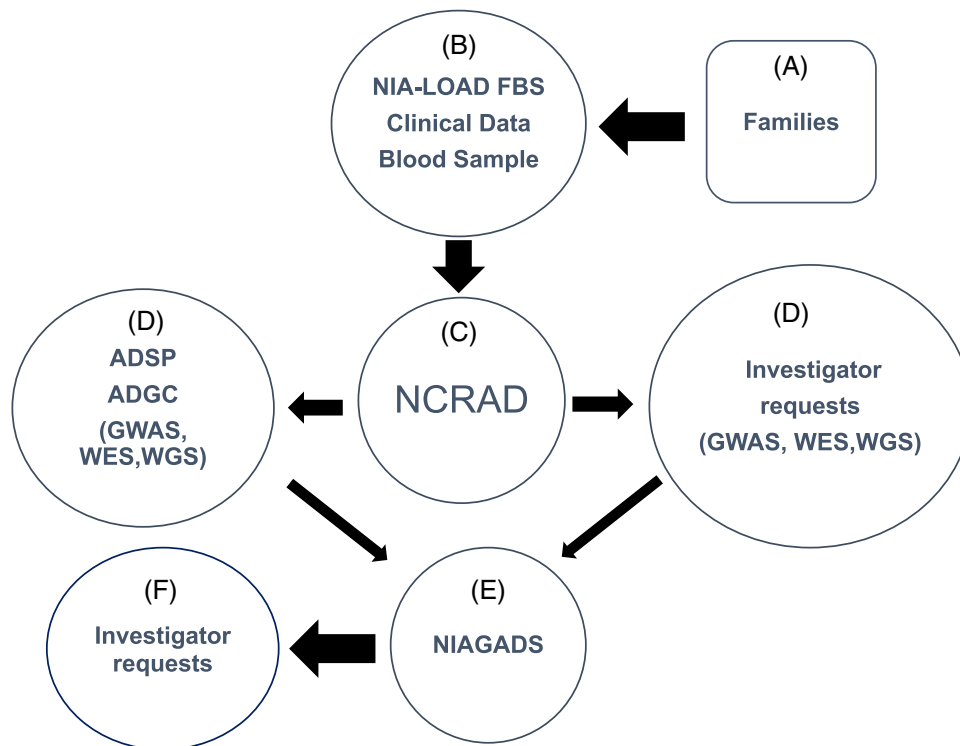 (A)
Families
(B)
NIA-LOAD FBS
Clinical Data
Blood Sample
(C)
NCRAD
(D)
ADSP
ADGC
(GWAS,
WES,WGS)
(D)
Investigator
requests
(GWAS, WES,WGS)
(E)
NIAGADS
(F)
Investigator
requests